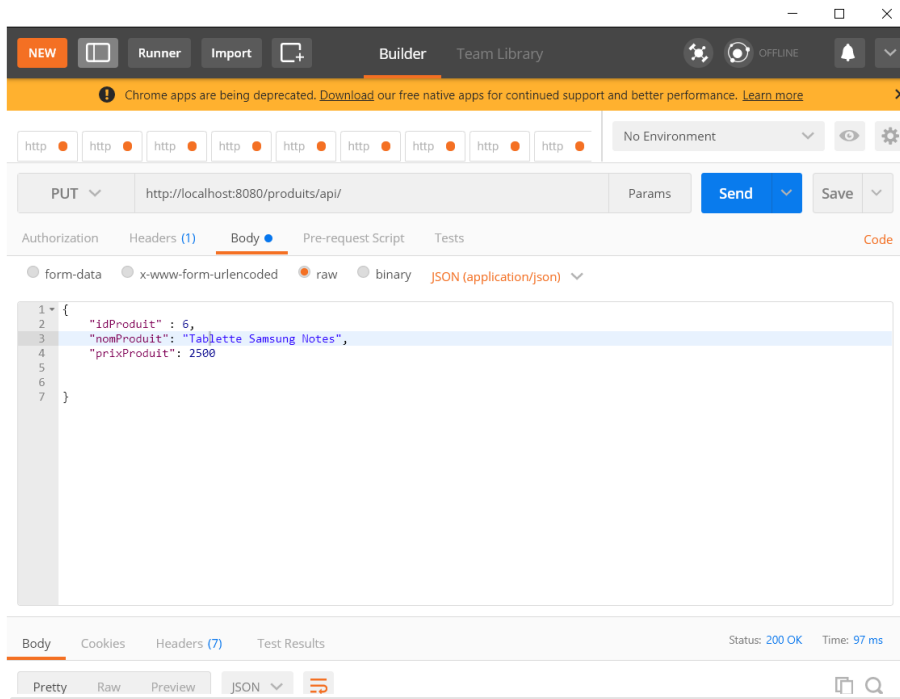 NEW Runner Import Builder Team Library OFFLINE
Chrome apps are being deprecated. Download our free native apps for continued support and better performance. Learn more
http http http http http http http http http No Environment
PUT http://localhost:8080/produits/api/ Params Send Save
Authorization Headers (1) Body Pre-request Script Tests Code
form-data x-www-form-urlencoded raw binary JSON (application/json)
1 {
2 "idProduit" : 6,
3 "nomProduit": "Tablette Samsung Notes",
4 "prixProduit": 2500
5
6
7 }
Body Cookies Headers (7) Test Results Status: 200 OK Time: 97 ms
Pretty Raw Preview JSON